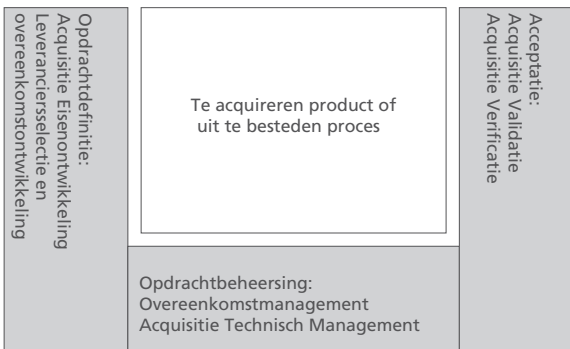 Opdrachtdefinitie:
Acquisitie Eisenontwikkeling
Leveranciersselectie en
overeenkomstontwikkeling
Te acquireren product of
uit te besteden proces
Acceptatie:
Acquisitie Validatie
Acquisitie Verificatie
Opdrachtbeheersing:
Overeenkomstmanagement
Acquisitie Technisch Management